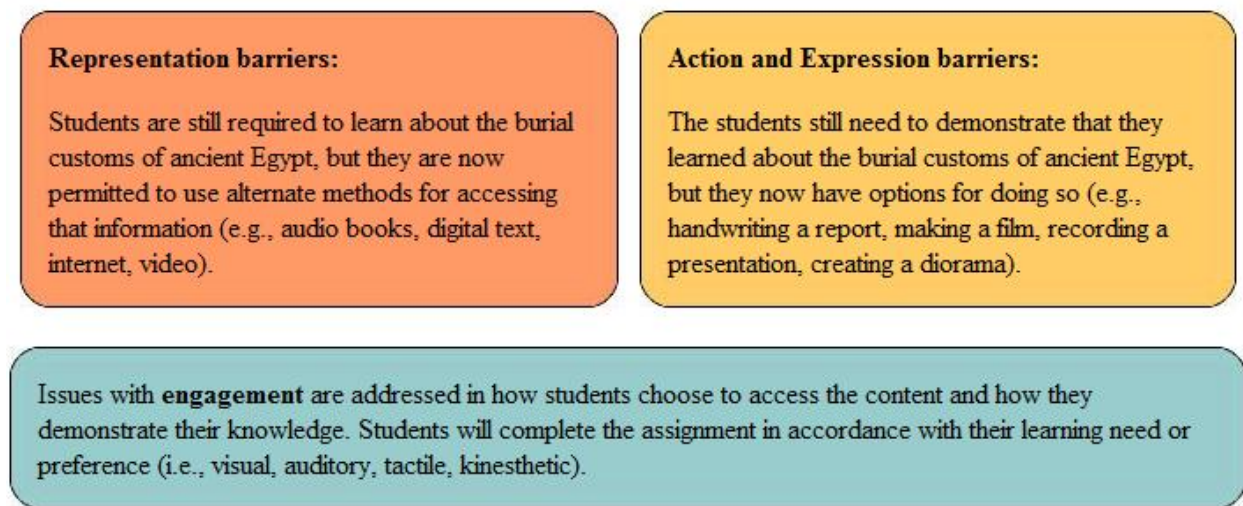 Representation barriers:
Students are still required to learn about the burial
customs of ancient Egypt, but they are now
permitted to use alternate methods for accessing
that information (e.g., audio books, digital text,
internet, video).
Action and Expression barriers:
The students still need to demonstrate that they
learned about the burial customs of ancient Egypt,
but they now have options for doing so (e.g.,
handwriting a report, making a film, recording a
presentation, creating a diorama).
Issues with engagement are addressed in how students choose to access the content and how they
demonstrate their knowledge. Students will complete the assignment in accordance with their learning need or
preference (i.e., visual, auditory, tactile, kinesthetic).